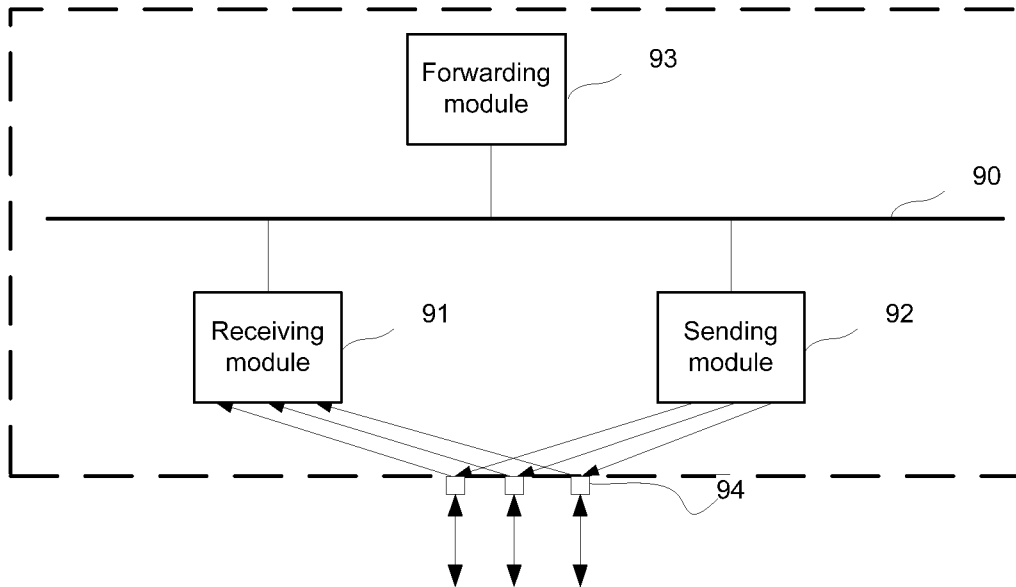 Forwarding
module
93
90
Receiving
module
91
Sending
module
92
94